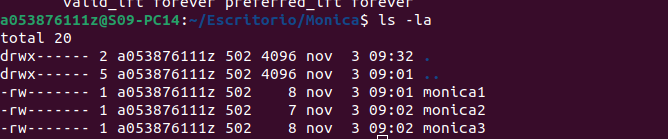 valid_lft forever preferred_lft forever
a053876111z@S09-PC14:~/Escritorio/Monica$ ls -la
total 20
drwx------ 2 a053876111z 502 4096 nov  3 09:32 .
drwx------ 5 a053876111z 502 4096 nov  3 09:01 ..
-rw------- 1 a053876111z 502    8 nov  3 09:01 monica1
-rw------- 1 a053876111z 502    7 nov  3 09:02 monica2
-rw------- 1 a053876111z 502    8 nov  3 09:02 monica3